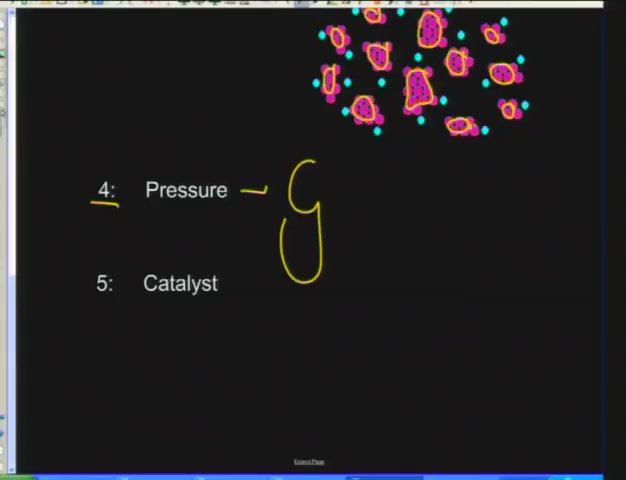 4: Pressure – G
5: Catalyst